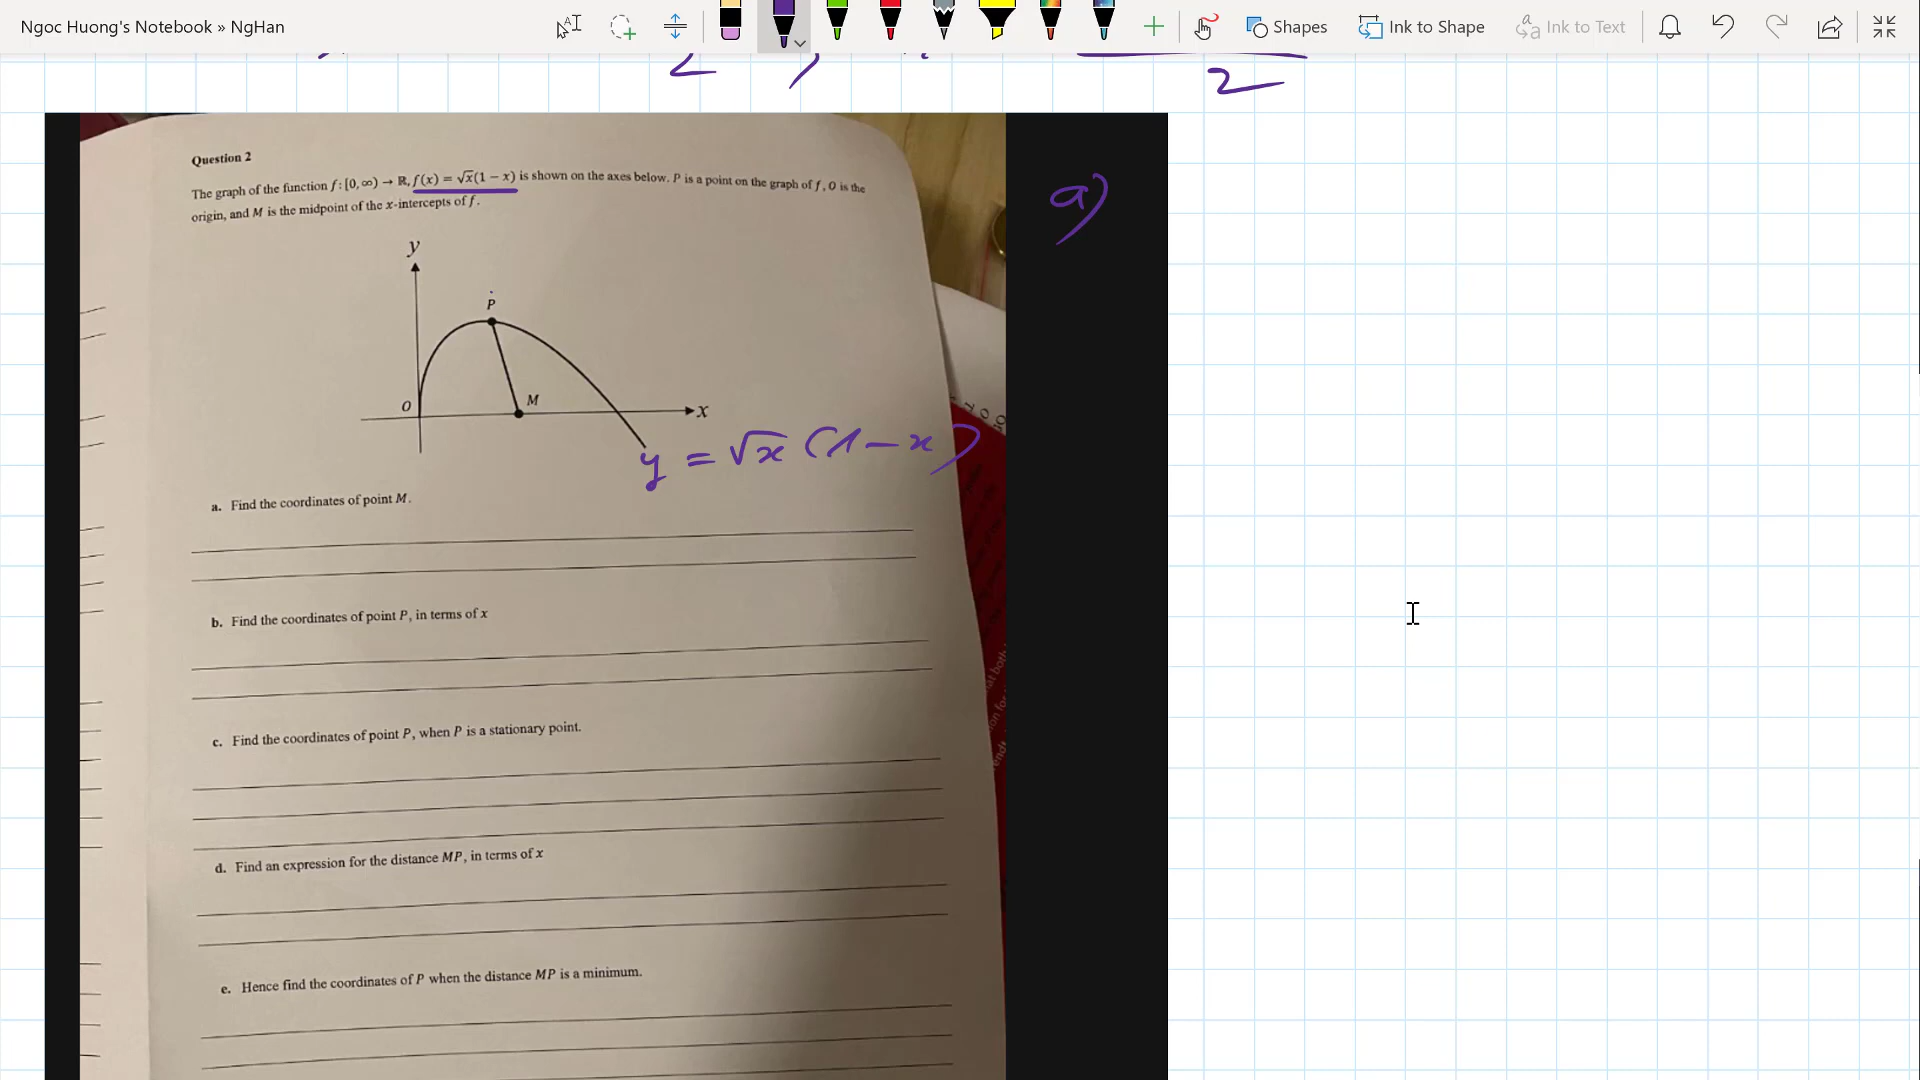 Ngoc Huong's Notebook » NgHan
Shapes
Ink to Shape
Ink to Text
2
2
Question 2
The graph of the function f: [0, ∞) → ℝ, f(x) = √x(1 − x) is shown on the axes below. P is a point on the graph of f, O is the
origin, and M is the midpoint of the x-intercepts of f.
a)
y
P
O
M
x
y = √x (1 − x)
a. Find the coordinates of point M.
b. Find the coordinates of point P, in terms of x
c. Find the coordinates of point P, when P is a stationary point.
d. Find an expression for the distance MP, in terms of x
e. Hence find the coordinates of P when the distance MP is a minimum.